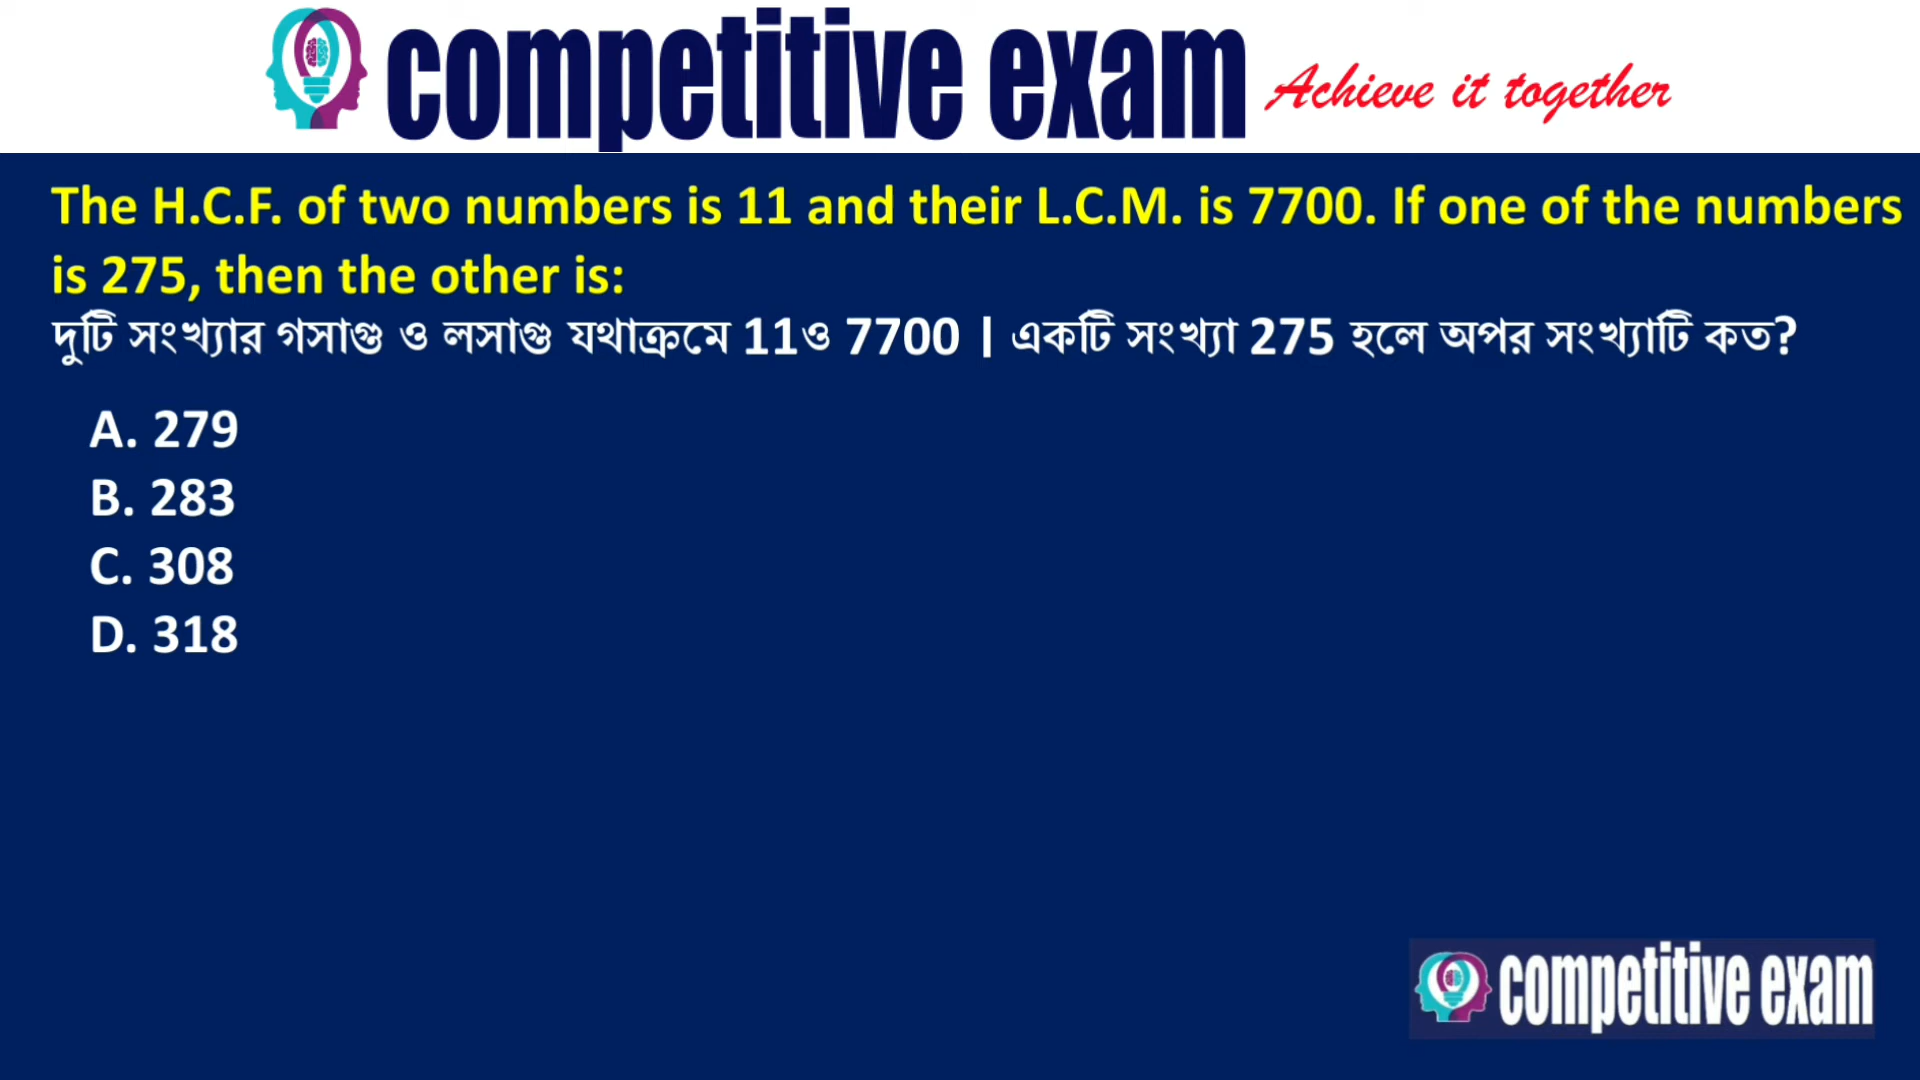 competitive exam Achieve it together
The H.C.F. of two numbers is 11 and their L.C.M. is 7700. If one of the numbers
is 275, then the other is:
দুটি সংখ্যার গসাগু ও লসাগু যথাক্রমে 11ও 7700 | একটি সংখ্যা 275 হলে অপর সংখ্যাটি কত?
A. 279
B. 283
C. 308
D. 318
competitive exam